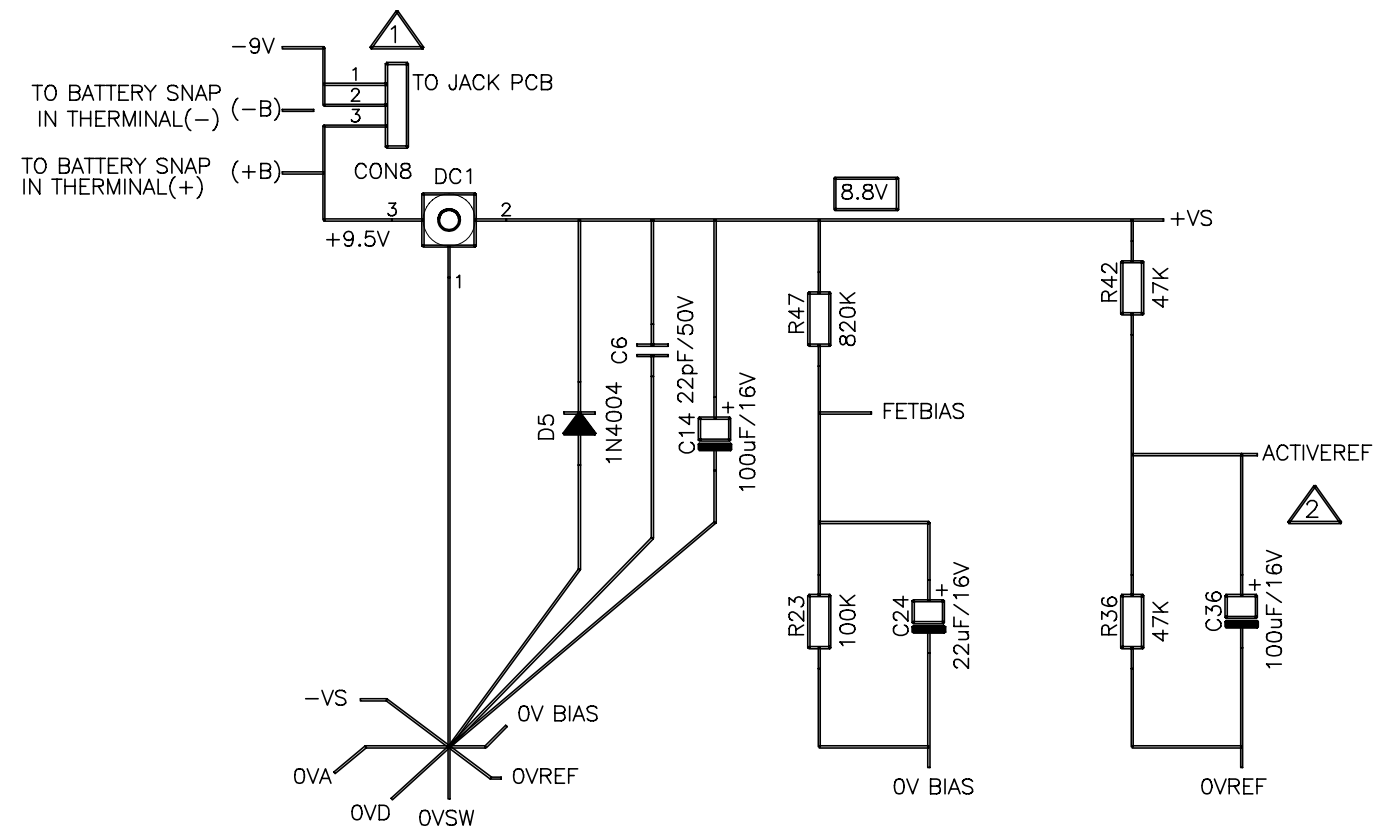 -9V
1
1
2
3
TO JACK PCB
TO BATTERY SNAP
IN THERMINAL(-)
(-B)
TO BATTERY SNAP
IN THERMINAL(+)
(+B)
CON8
DC1
8.8V
3
2
+VS
+9.5V
1
R42
47K
R47
820K
C6
22pF/50V
D5
1N4004
C14
+
100uF/16V
FETBIAS
ACTIVEREF
2
R23
100K
C24
+
22uF/16V
R36
47K
C36
+
100uF/16V
-VS
0V BIAS
0VA
0VREF
0VD
0VSW
0V BIAS
0VREF